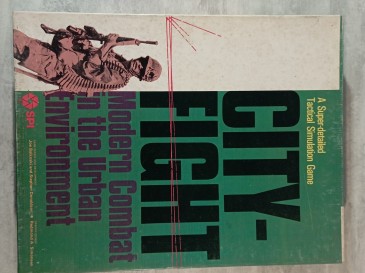 A Super-detailed
Tactical Simulation Game
CITY-
FIGHT
Modern Combat
in the Urban
Environment
SPI